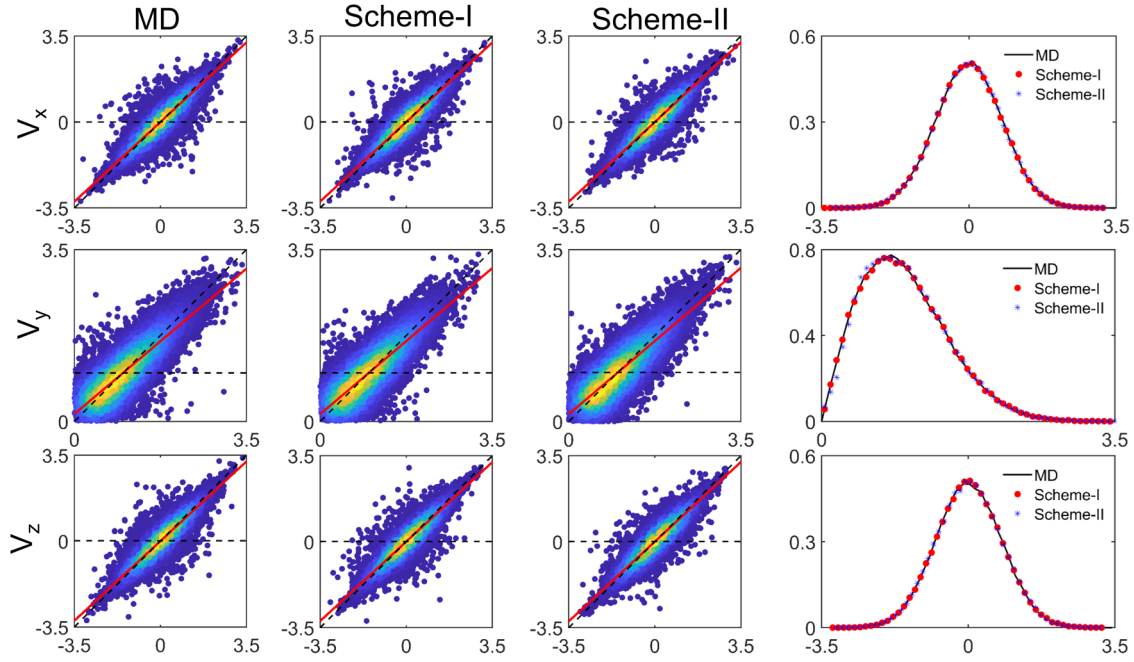 MD Scheme-I Scheme-II
V_x
3.5 3.5 3.5 0.6
MD
Scheme-I
Scheme-II
0 0 0 0.3
-3.5 -3.5 -3.5 0
-3.5 0 3.5 -3.5 0 3.5 -3.5 0 3.5 -3.5 0 3.5
V_y
3.5 3.5 3.5 0.8
MD
Scheme-I
Scheme-II
0.4
0 0 0 0
0 3.5 0 3.5 0 3.5 0 3.5
V_z
3.5 3.5 3.5 0.6
MD
Scheme-I
Scheme-II
0 0 0 0.3
-3.5 -3.5 -3.5 0
-3.5 0 3.5 -3.5 0 3.5 -3.5 0 3.5 -3.5 0 3.5